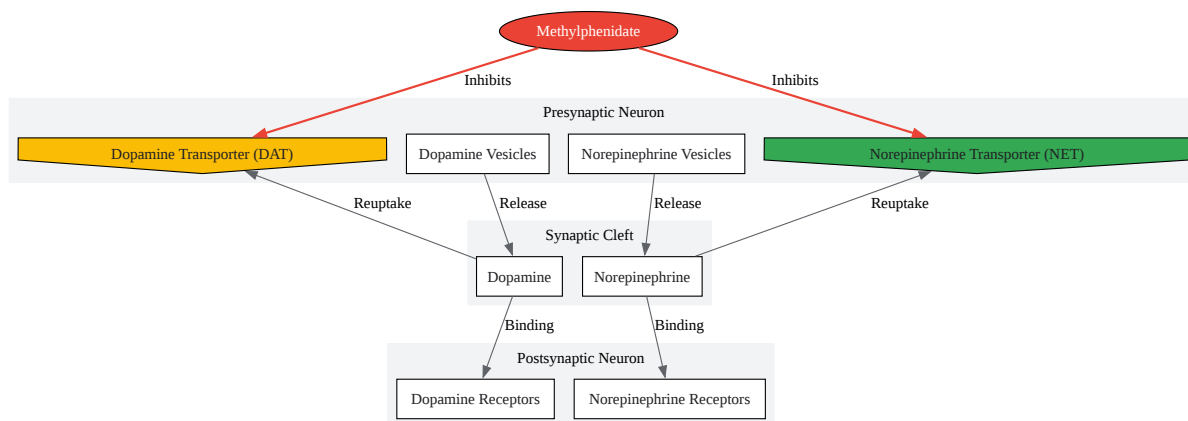 Methylphenidate
Inhibits
Inhibits
Presynaptic Neuron
Dopamine Transporter (DAT)
Dopamine Vesicles
Norepinephrine Vesicles
Norepinephrine Transporter (NET)
Reuptake
Release
Release
Reuptake
Synaptic Cleft
Dopamine
Norepinephrine
Binding
Binding
Postsynaptic Neuron
Dopamine Receptors
Norepinephrine Receptors